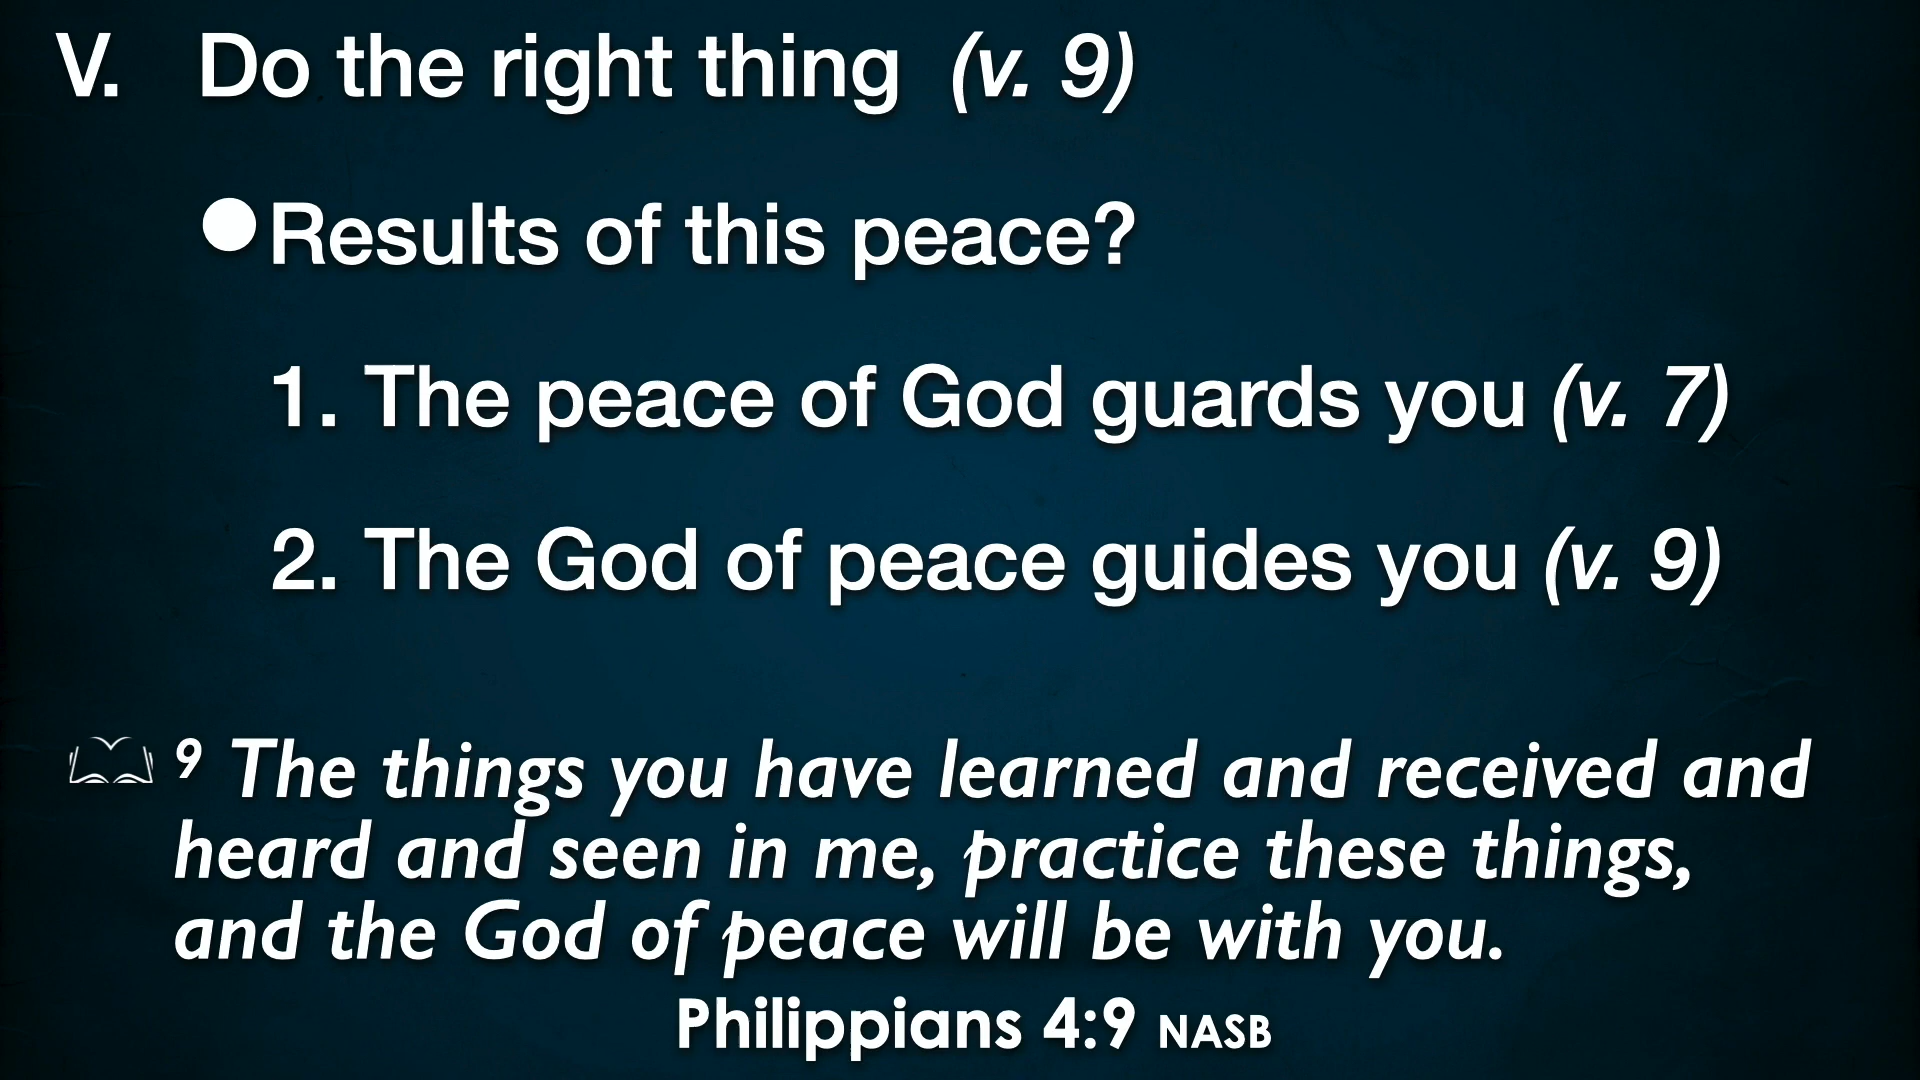 V. Do the right thing (v. 9)
●Results of this peace?
1. The peace of God guards you (v. 7)
2. The God of peace guides you (v. 9)
9 The things you have learned and received and
heard and seen in me, practice these things,
and the God of peace will be with you.
Philippians 4:9 NASB